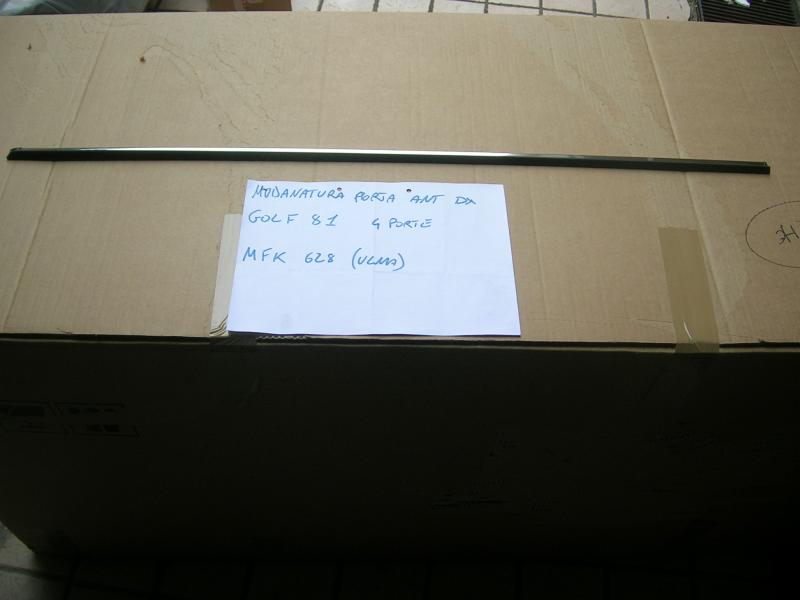 MODANATURA PORTA ANT DX
GOLF 81 4 PORTE
MFK 628 (ULMA)